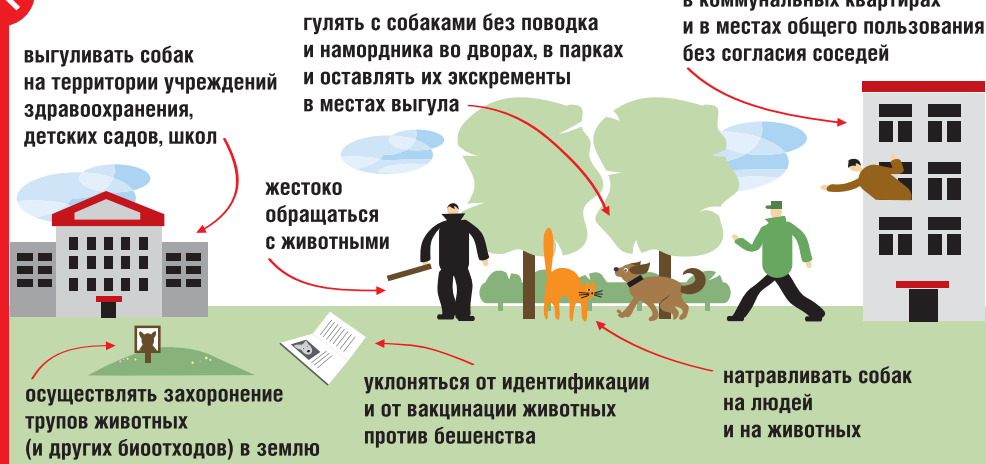 выгуливать собак
на территории учреждений
здравоохранения,
детских садов, школ
гулять с собаками без поводка
и намордника во дворах, в парках
и оставлять их экскременты
в местах выгула
в коммунальных квартирах
и в местах общего пользования
без согласия соседей
жестоко
обращаться
с животными
осуществлять захоронение
трупов животных
(и других биоотходов) в землю
уклоняться от идентификации
и от вакцинации животных
против бешенства
натравливать собак
на людей
и на животных